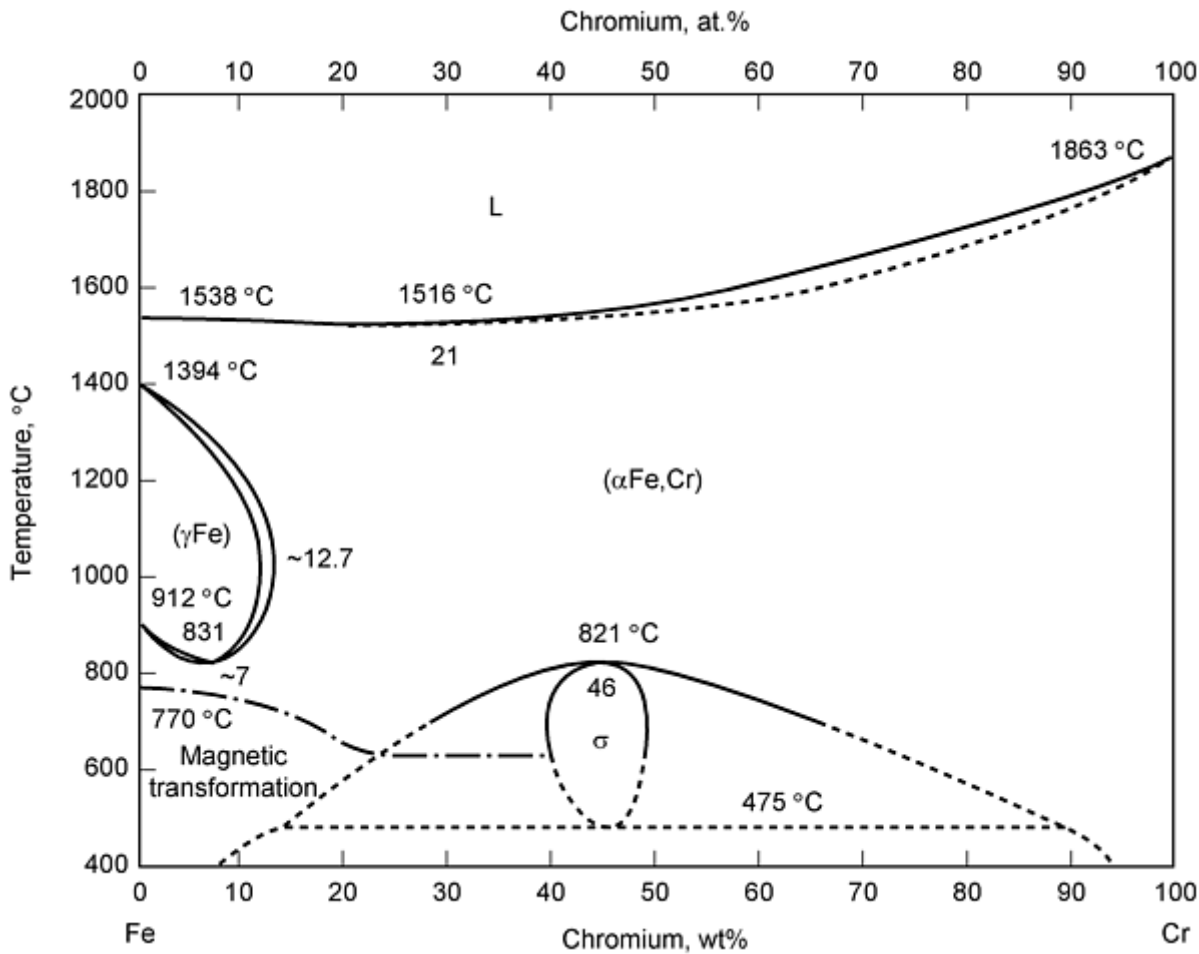 Chromium, at.%
0 10 20 30 40 50 60 70 80 90 100
2000
1863 °C
1800
L
1600
1538 °C 1516 °C
21
1400
1394 °C
Temperature, °C
1200
(αFe,Cr)
(γFe)
~12.7
1000
912 °C
831
821 °C
800
~7
46
770 °C
σ
Magnetic
transformation
600
475 °C
400
0 10 20 30 40 50 60 70 80 90 100
Fe Chromium, wt% Cr